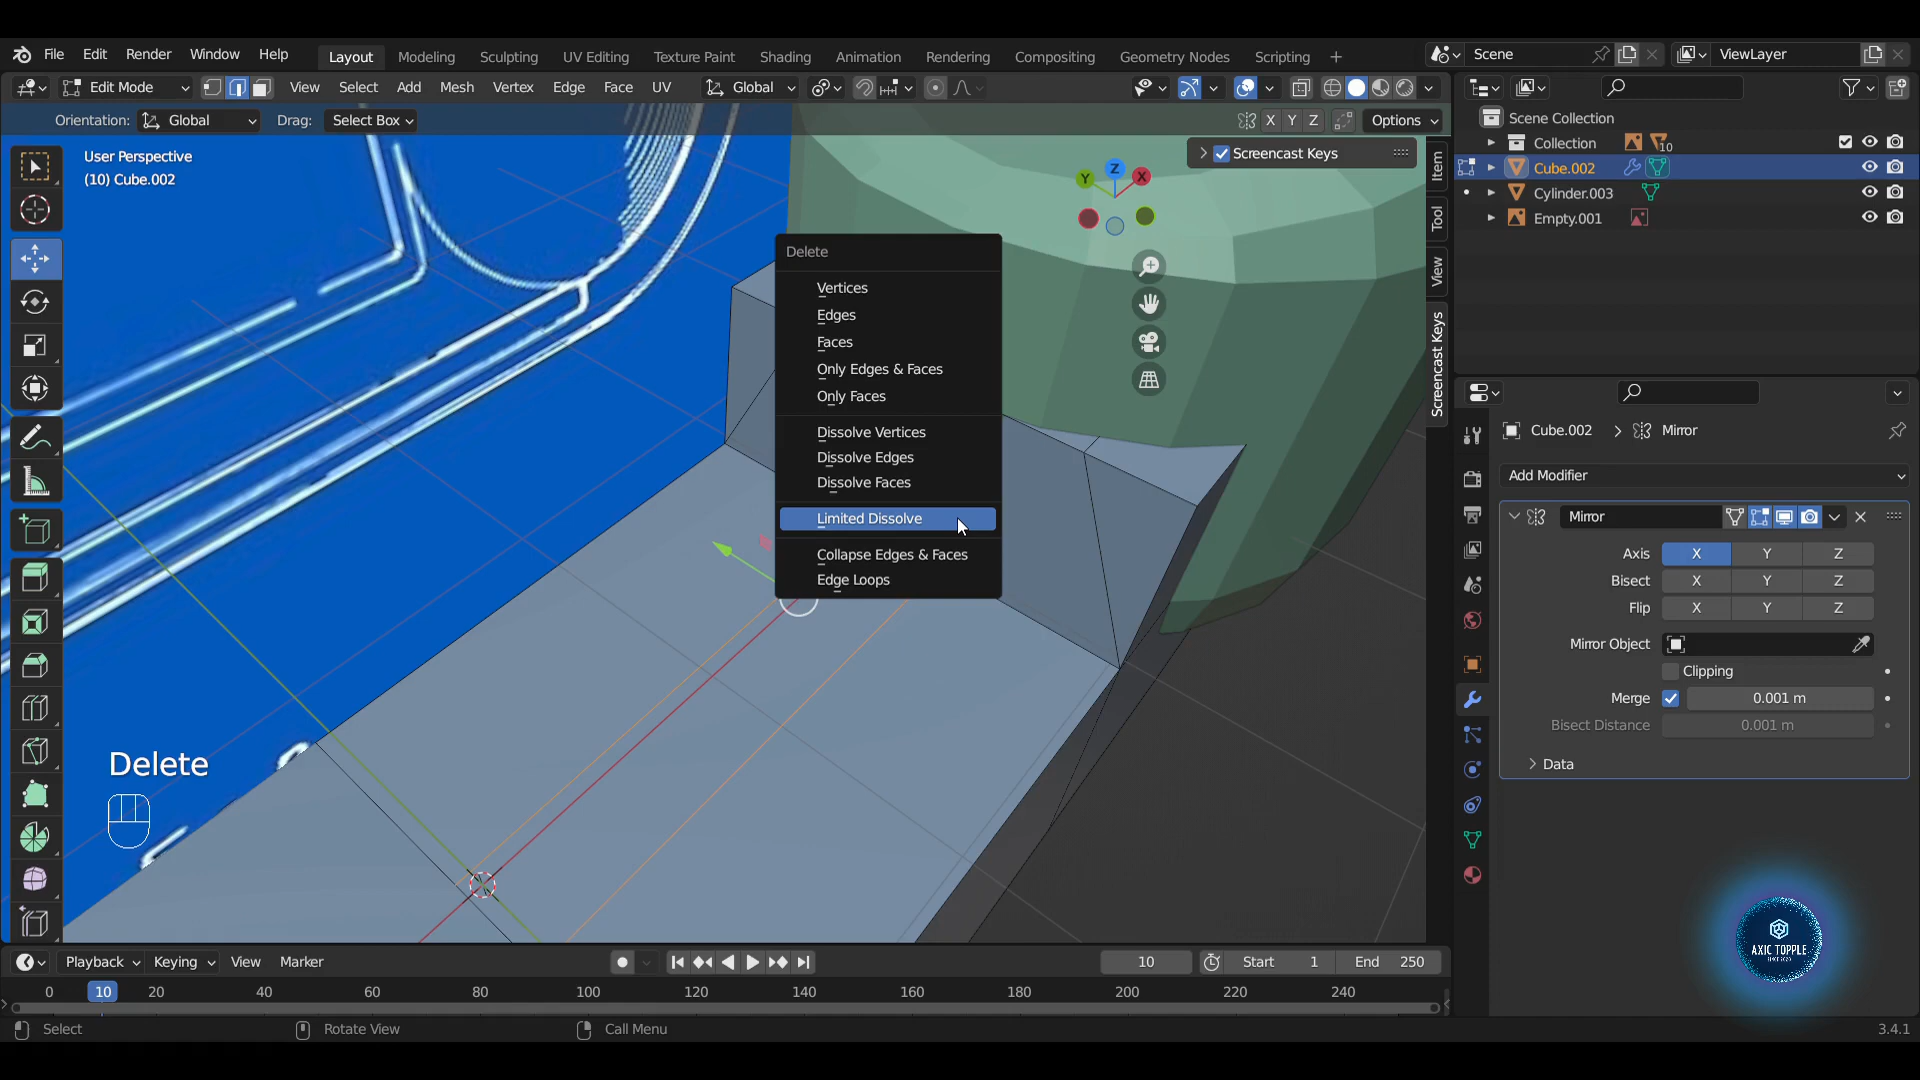 File Edit Render Window Help Layout Modeling Sculpting UV Editing Texture Paint Shading Animation Rendering Compositing Geometry Nodes Scripting + Scene ViewLayer
Edit Mode View Select Add Mesh Vertex Edge Face UV Global
Orientation: Global Drag: Select Box X Y Z Options
User Perspective
(10) Cube.002
Screencast Keys
Z
Y
X
Item
Tool
View
Screencast Keys
Scene Collection
Collection 10
Cube.002
Cylinder.003
Empty.001
Delete
Vertices
Edges
Faces
Only Edges & Faces
Only Faces
Dissolve Vertices
Dissolve Edges
Dissolve Faces
Limited Dissolve
Collapse Edges & Faces
Edge Loops
Delete
Cube.002 > Mirror
Add Modifier
Mirror
Axis X Y Z
Bisect X Y Z
Flip X Y Z
Mirror Object
Clipping
Merge 0.001 m
Bisect Distance 0.001 m
Data
AXIC TOPPLE
SINCE 2020
Playback Keying View Marker 10 Start 1 End 250
0 10 20 40 60 80 100 120 140 160 180 200 220 240
Select Rotate View Call Menu 3.4.1